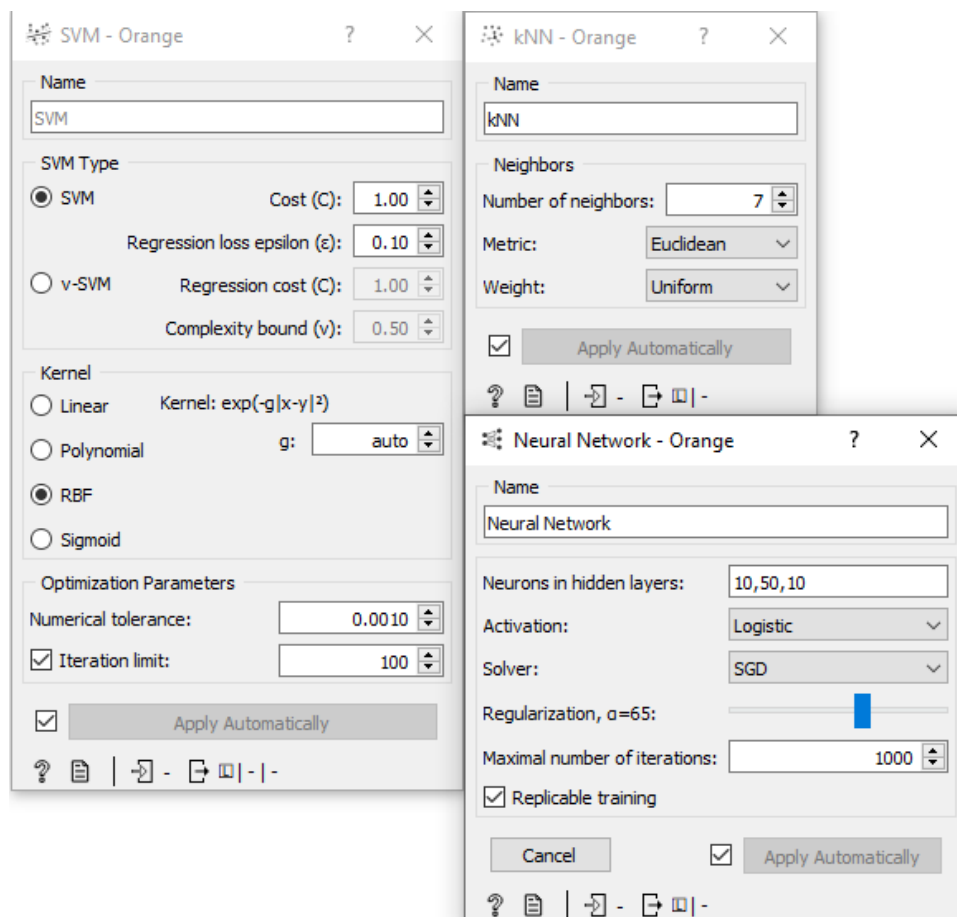 SVM - Orange ?
Name
SVM
SVM Type
SVM Cost (C): 1.00
Regression loss epsilon (ε): 0.10
ν-SVM Regression cost (C): 1.00
Complexity bound (ν): 0.50
Kernel
Linear Kernel: exp(-g|x-y|²)
g: auto
Polynomial
RBF
Sigmoid
Optimization Parameters
Numerical tolerance: 0.0010
Iteration limit: 100
Apply Automatically
? - | - | -
kNN - Orange ?
Name
kNN
Neighbors
Number of neighbors: 7
Metric: Euclidean
Weight: Uniform
Apply Automatically
? - | -
Neural Network - Orange ?
Name
Neural Network
Neurons in hidden layers: 10,50,10
Activation: Logistic
Solver: SGD
Regularization, α=65:
Maximal number of iterations: 1000
Replicable training
Cancel Apply Automatically
? - | -